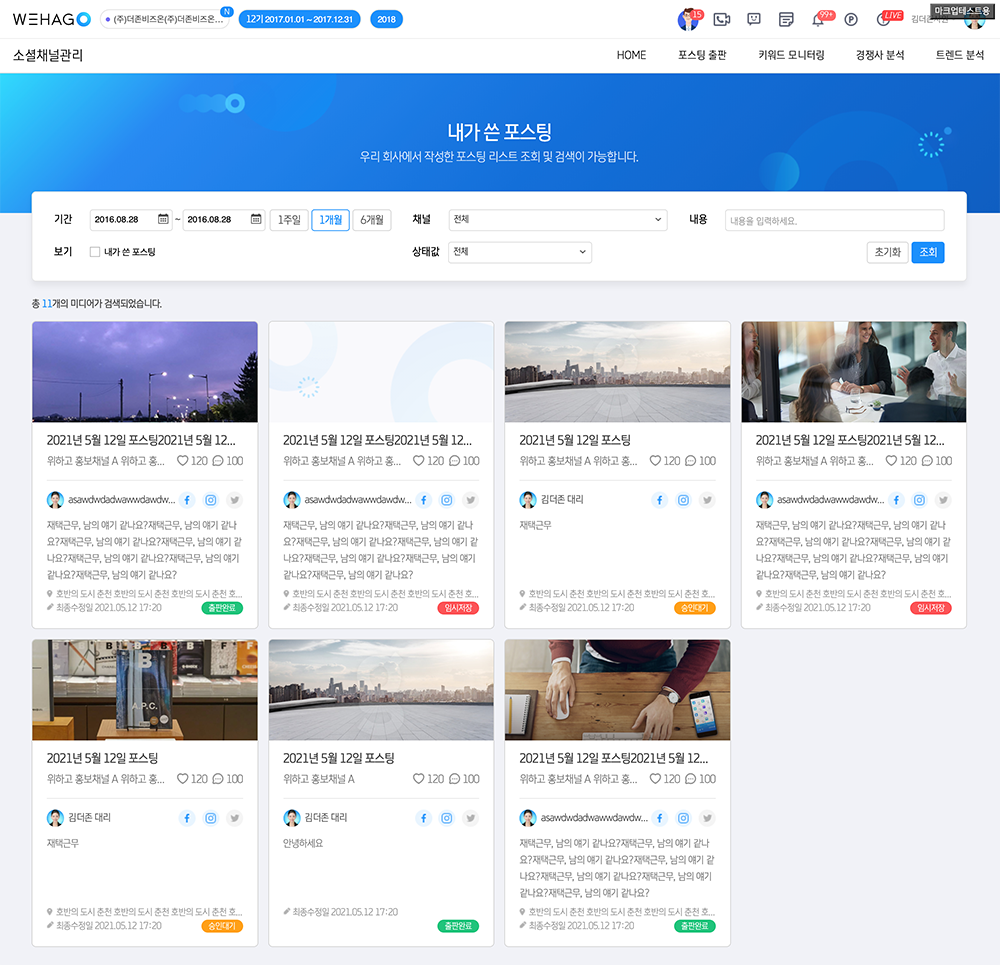 WEHAGO (주)더존비즈온(주)더존비즈온... N 12기 2017.01.01 ~ 2017.12.31 2018 15 99+ LIVE 마크업테스트용
소셜채널관리 HOME 포스팅 출판 키워드 모니터링 경쟁사 분석 트렌드 분석
내가 쓴 포스팅
우리 회사에서 작성한 포스팅 리스트 조회 및 검색이 가능합니다.
기간 2016.08.28 ~ 2016.08.28 1주일 1개월 6개월 채널 전체 내용 내용을 입력하세요.
보기 내가 쓴 포스팅 상태값 전체 초기화 조회
총 11개의 미디어가 검색되었습니다.
2021년 5월 12일 포스팅2021년 5월 12...
위하고 홍보채널 A 위하고 홍... 120 100
asawdwdadwawwdawdw...
재택근무, 남의 얘기 같나요?재택근무, 남의 얘기 같나
요?재택근무, 남의 얘기 같나요?재택근무, 남의 얘기 같
나요?재택근무, 남의 얘기 같나요?재택근무, 남의 얘기
같나요?재택근무, 남의 얘기 같나요?
호반의 도시 춘천 호반의 도시 춘천 호반의 도시 춘천 호...
최종수정일 2021.05.12 17:20 출판완료
2021년 5월 12일 포스팅2021년 5월 12...
위하고 홍보채널 A 위하고 홍... 120 100
asawdwdadwawwdawdw...
재택근무, 남의 얘기 같나요?재택근무, 남의 얘기 같나
요?재택근무, 남의 얘기 같나요?재택근무, 남의 얘기 같
나요?재택근무, 남의 얘기 같나요?재택근무, 남의 얘기
같나요?재택근무, 남의 얘기 같나요?
호반의 도시 춘천 호반의 도시 춘천 호반의 도시 춘천 호...
최종수정일 2021.05.12 17:20 임시저장
2021년 5월 12일 포스팅
위하고 홍보채널 A 위하고 홍... 120 100
김더존 대리
재택근무
호반의 도시 춘천 호반의 도시 춘천 호반의 도시 춘천 호...
최종수정일 2021.05.12 17:20 승인대기
2021년 5월 12일 포스팅2021년 5월 12...
위하고 홍보채널 A 위하고 홍... 120 100
asawdwdadwawwdawdw...
재택근무, 남의 얘기 같나요?재택근무, 남의 얘기 같나
요?재택근무, 남의 얘기 같나요?재택근무, 남의 얘기 같
나요?재택근무, 남의 얘기 같나요?재택근무, 남의 얘기
같나요?재택근무, 남의 얘기 같나요?
호반의 도시 춘천 호반의 도시 춘천 호반의 도시 춘천 호...
최종수정일 2021.05.12 17:20 임시저장
B
A.P.C.
2021년 5월 12일 포스팅
위하고 홍보채널 A 위하고 홍... 120 100
김더존 대리
재택근무
호반의 도시 춘천 호반의 도시 춘천 호반의 도시 춘천 호...
최종수정일 2021.05.12 17:20 승인대기
2021년 5월 12일 포스팅
위하고 홍보채널 A 120 100
김더존 대리
안녕하세요
최종수정일 2021.05.12 17:20
출판완료
2021년 5월 12일 포스팅2021년 5월 12...
위하고 홍보채널 A 위하고 홍... 120 100
asawdwdadwawwdawdw...
재택근무, 남의 얘기 같나요?재택근무, 남의 얘기 같나
요?재택근무, 남의 얘기 같나요?재택근무, 남의 얘기 같
나요?재택근무, 남의 얘기 같나요?재택근무, 남의 얘기
같나요?재택근무, 남의 얘기 같나요?
호반의 도시 춘천 호반의 도시 춘천 호반의 도시 춘천 호...
최종수정일 2021.05.12 17:20 출판완료